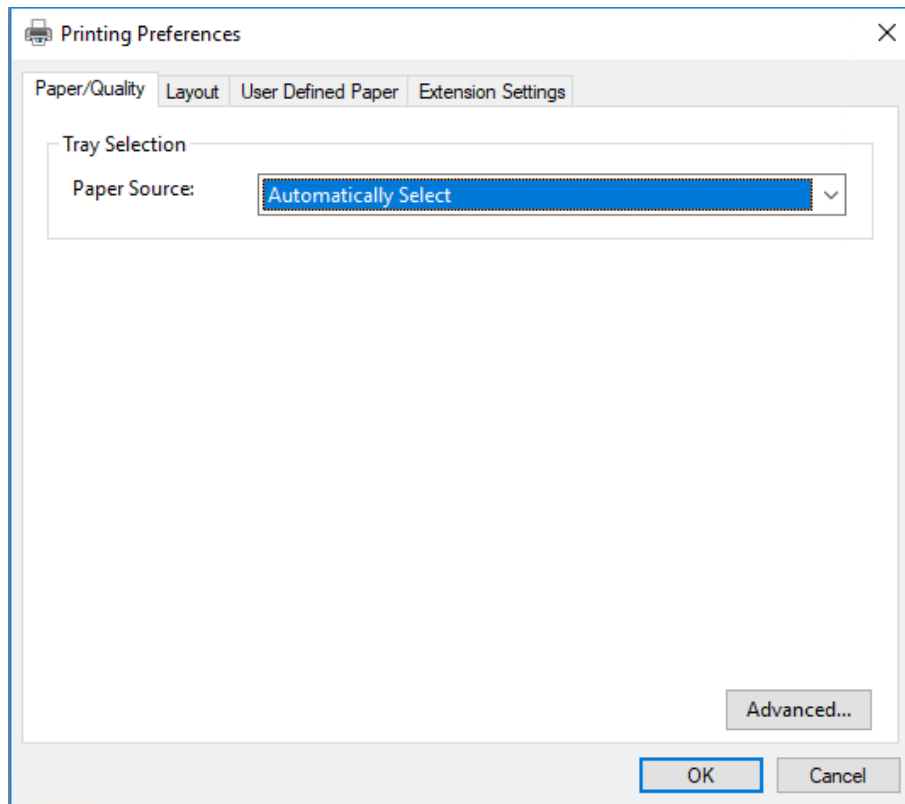 Printing Preferences
Paper/Quality Layout User Defined Paper Extension Settings
Tray Selection
Paper Source: Automatically Select
Advanced...
OK Cancel